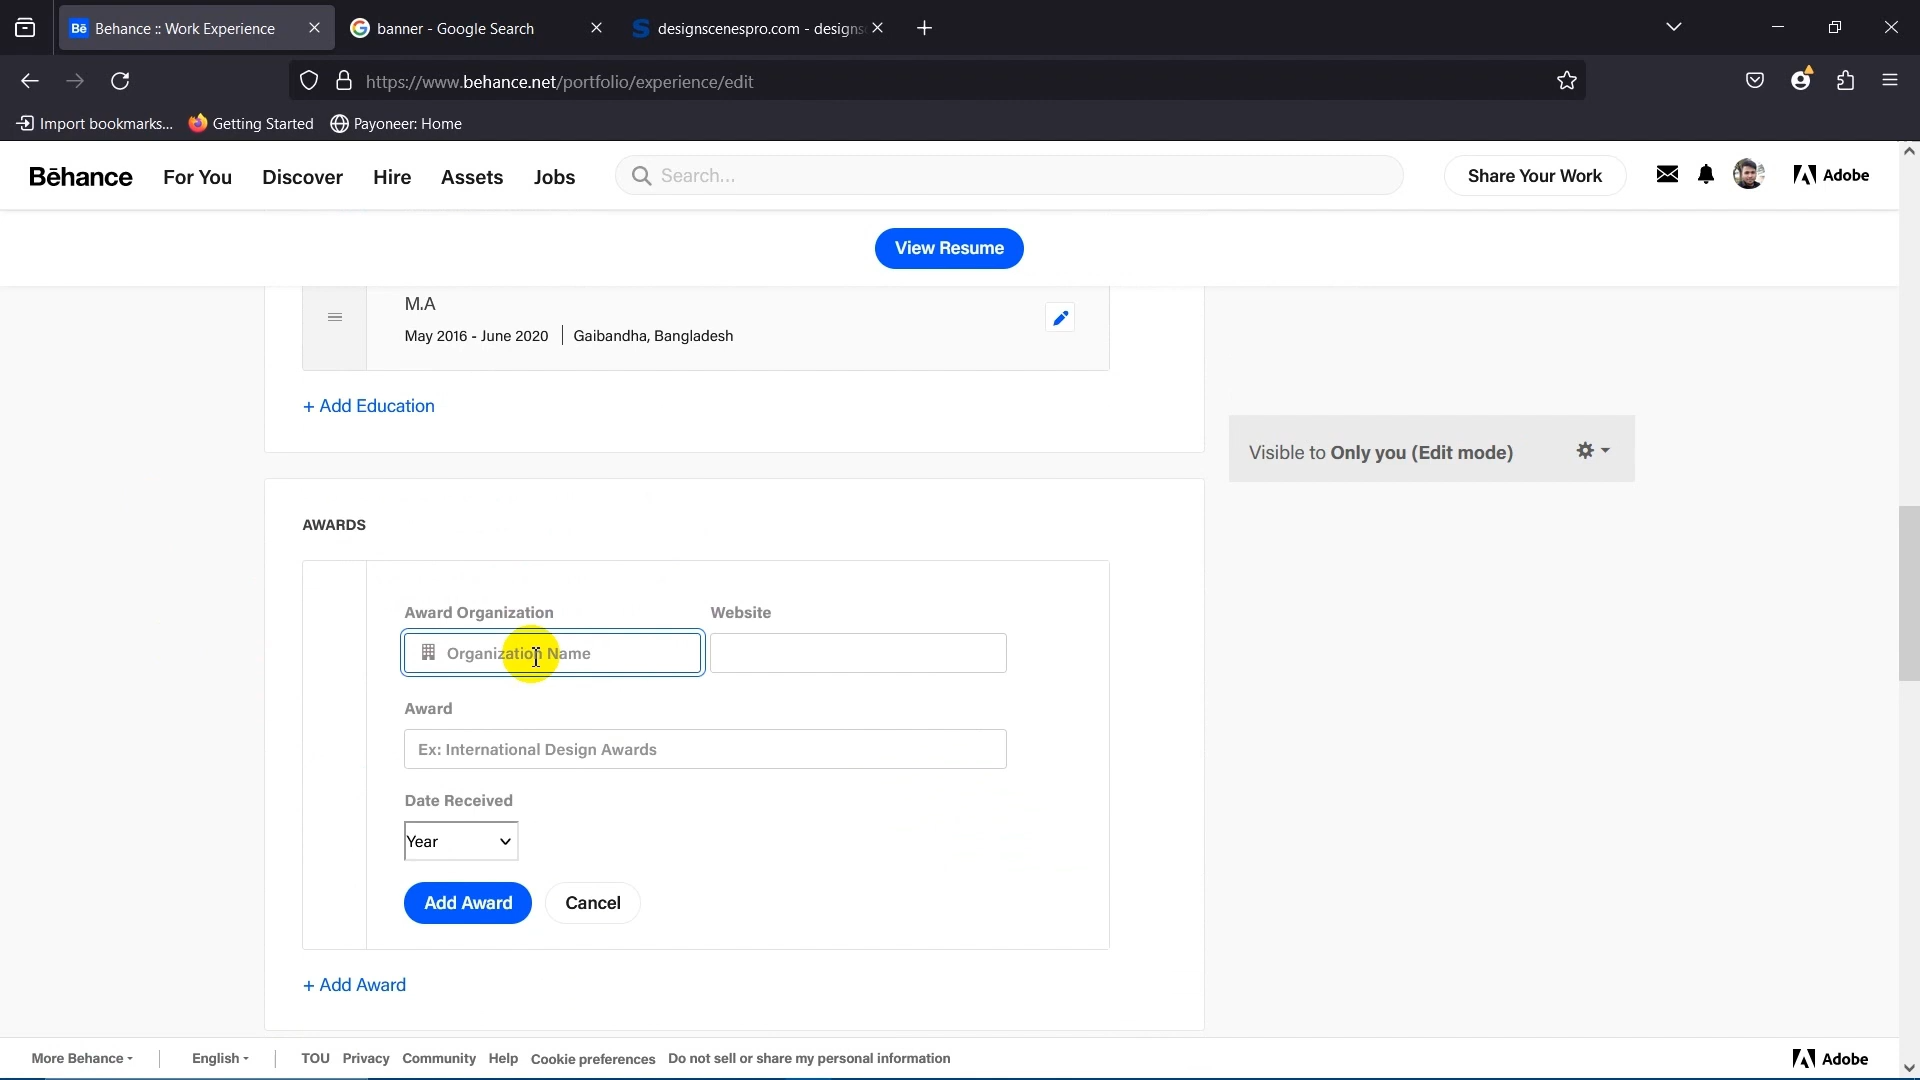 Bē Behance :: Work Experience
banner - Google Search
designscenespro.com - designs
https://www.behance.net/portfolio/experience/edit
Import bookmarks...
Getting Started
Payoneer: Home
Bēhance
For You
Discover
Hire
Assets
Jobs
Search...
Share Your Work
Adobe
View Resume
M.A
May 2016 - June 2020
Gaibandha, Bangladesh
+ Add Education
Visible to Only you (Edit mode)
AWARDS
Award Organization
Website
Organization Name
Award
Ex: International Design Awards
Date Received
Year
Add Award
Cancel
+ Add Award
More Behance
English
TOU
Privacy
Community
Help
Cookie preferences
Do not sell or share my personal information
Adobe